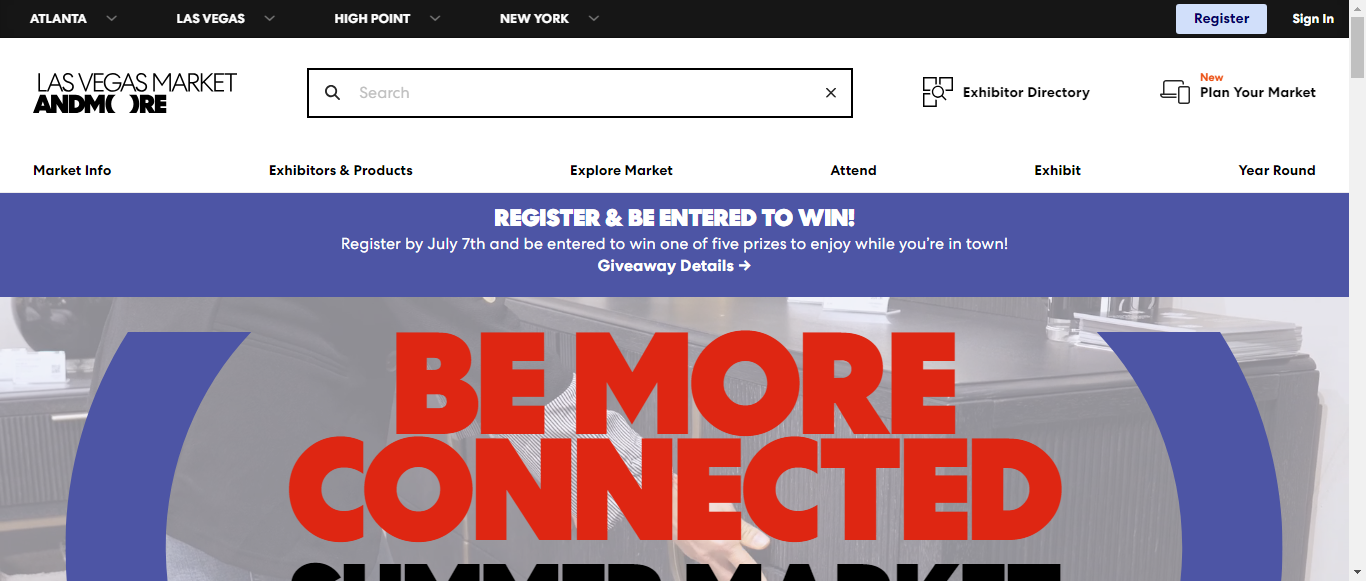 ATLANTA
LAS VEGAS
HIGH POINT
NEW YORK
Register
Sign In
LAS VEGAS MARKET
ANDMORE
Search
Exhibitor Directory
New
Plan Your Market
Market Info
Exhibitors & Products
Explore Market
Attend
Exhibit
Year Round
REGISTER & BE ENTERED TO WIN!
Register by July 7th and be entered to win one of five prizes to enjoy while you're in town!
Giveaway Details →
BE MORE
CONNECTED
SUMMER MARKET